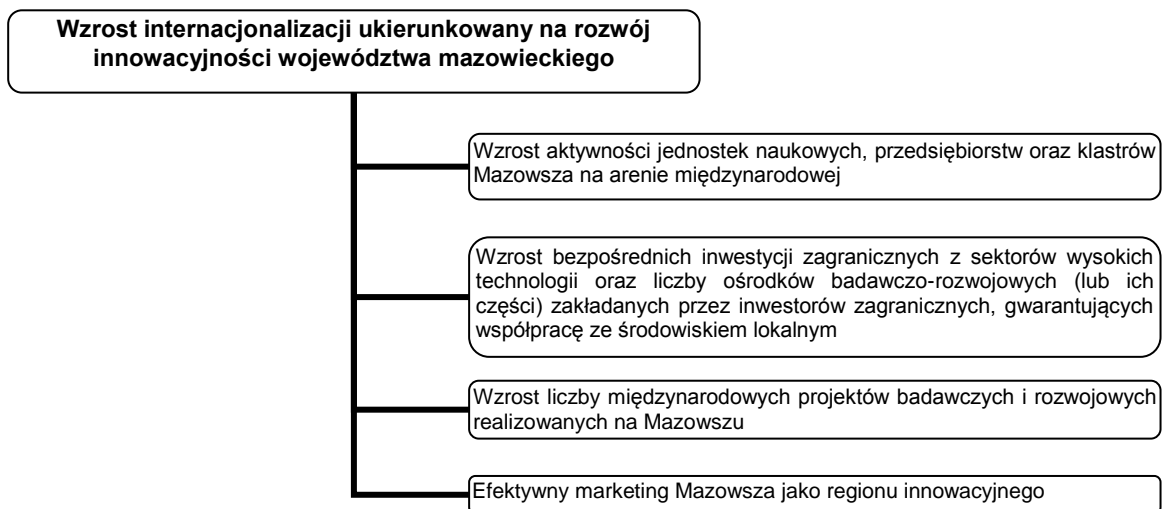 Wzrost internacjonalizacji ukierunkowany na rozwój
innowacyjności województwa mazowieckiego
Wzrost aktywności jednostek naukowych, przedsiębiorstw oraz klastrów
Mazowsza na arenie międzynarodowej
Wzrost bezpośrednich inwestycji zagranicznych z sektorów wysokich
technologii oraz liczby ośrodków badawczo-rozwojowych (lub ich
części) zakładanych przez inwestorów zagranicznych, gwarantujących
współpracę ze środowiskiem lokalnym
Wzrost liczby międzynarodowych projektów badawczych i rozwojowych
realizowanych na Mazowszu
Efektywny marketing Mazowsza jako regionu innowacyjnego